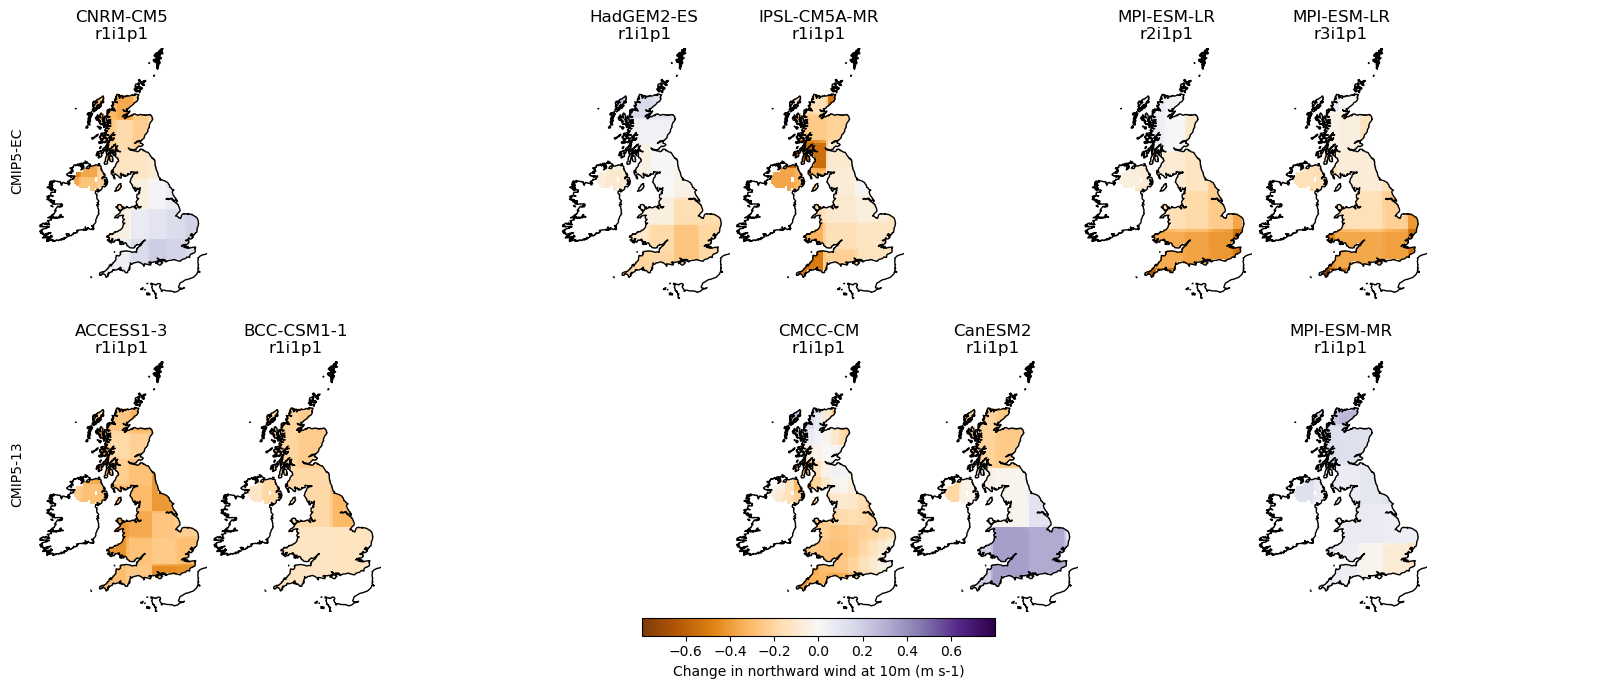 CNRM-CM5
r1i1p1
HadGEM2-ES
r1i1p1
IPSL-CM5A-MR
r1i1p1
MPI-ESM-LR
r2i1p1
MPI-ESM-LR
r3i1p1
CMIP5-EC
ACCESS1-3
r1i1p1
BCC-CSM1-1
r1i1p1
CMCC-CM
r1i1p1
CanESM2
r1i1p1
MPI-ESM-MR
r1i1p1
CMIP5-13
−0.6 −0.4 −0.2 0.0 0.2 0.4 0.6
Change in northward wind at 10m (m s-1)